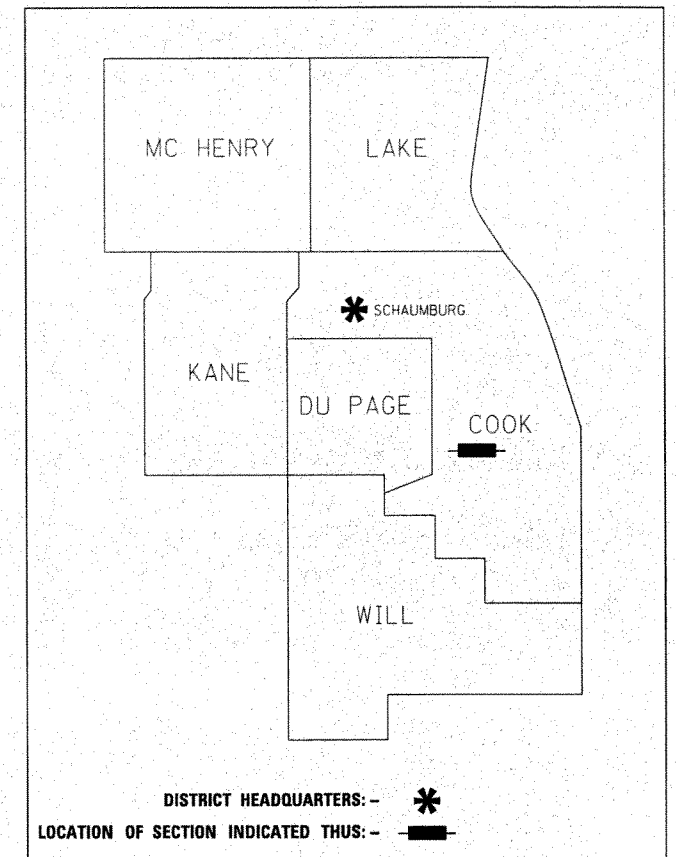 MC HENRY
LAKE
SCHAUMBURG
KANE
DU PAGE
COOK
WILL
DISTRICT HEADQUARTERS: -
LOCATION OF SECTION INDICATED THUS: -